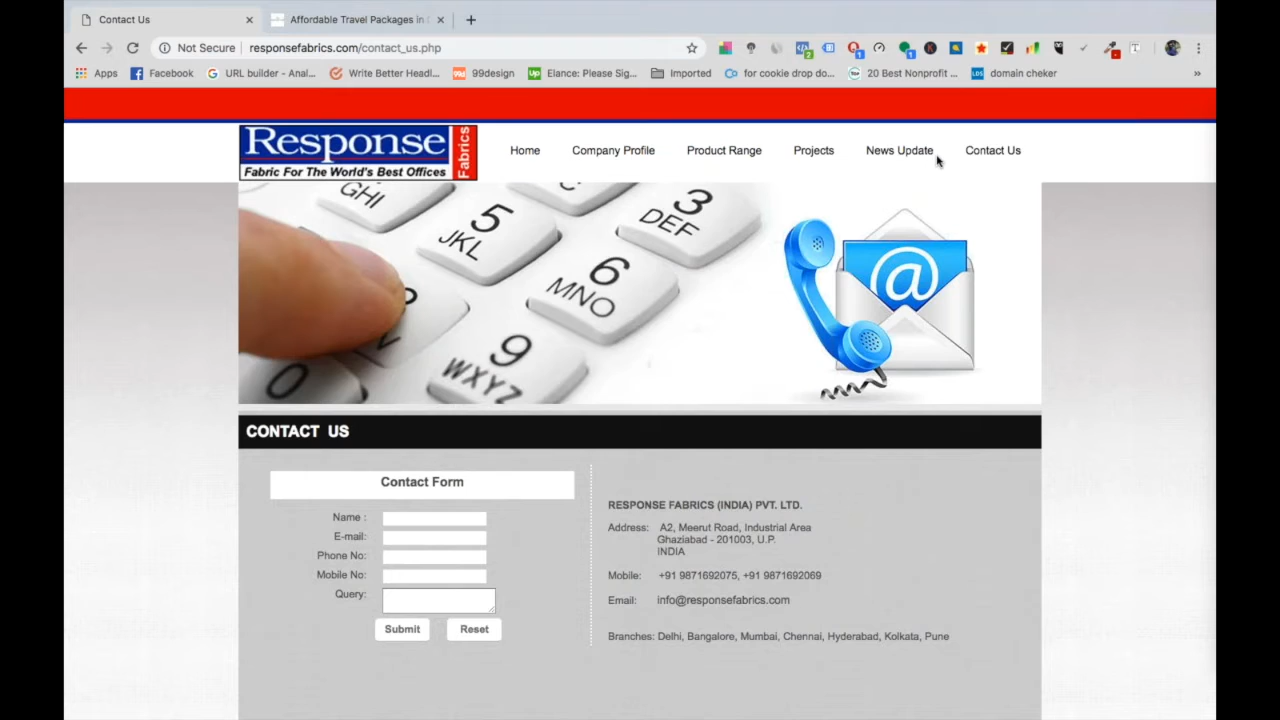 Contact Us
Affordable Travel Packages in
Not Secure
responsefabrics.com/contact_us.php
Apps
Facebook
URL builder - Anal...
Write Better Headl...
99design
Elance: Please Sig...
Imported
for cookie drop do...
20 Best Nonprofit ...
domain cheker
Response
Fabrics
Fabric For The World's Best Offices
Home
Company Profile
Product Range
Projects
News Update
Contact Us
GHI
5
JKL
3
DEF
6
MNO
9
WXYZ
0
@
CONTACT US
Contact Form
Name :
E-mail:
Phone No:
Mobile No:
Query:
Submit
Reset
RESPONSE FABRICS (INDIA) PVT. LTD.
Address: A2, Meerut Road, Industrial Area
Ghaziabad - 201003, U.P.
INDIA
Mobile: +91 9871692075, +91 9871692069
Email: info@responsefabrics.com
Branches: Delhi, Bangalore, Mumbai, Chennai, Hyderabad, Kolkata, Pune